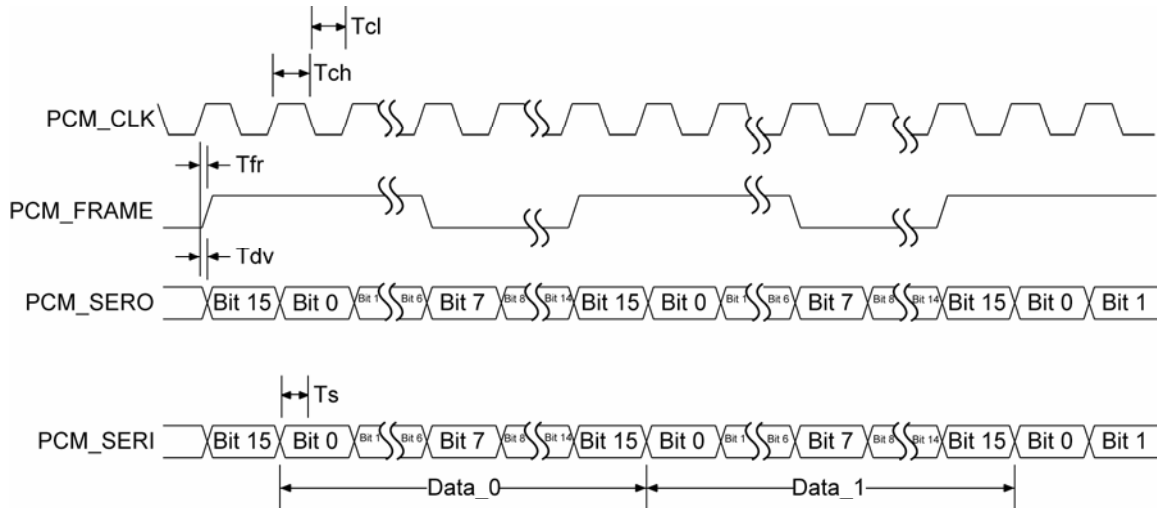 Tcl
Tch
PCM_CLK
Tfr
PCM_FRAME
Tdv
PCM_SERO Bit 15 Bit 0 Bit 1 Bit 6 Bit 7 Bit 8 Bit 14 Bit 15 Bit 0 Bit 1 Bit 6 Bit 7 Bit 8 Bit 14 Bit 15 Bit 0 Bit 1
Ts
PCM_SERI Bit 15 Bit 0 Bit 1 Bit 6 Bit 7 Bit 8 Bit 14 Bit 15 Bit 0 Bit 1 Bit 6 Bit 7 Bit 8 Bit 14 Bit 15 Bit 0 Bit 1
Data_0 Data_1